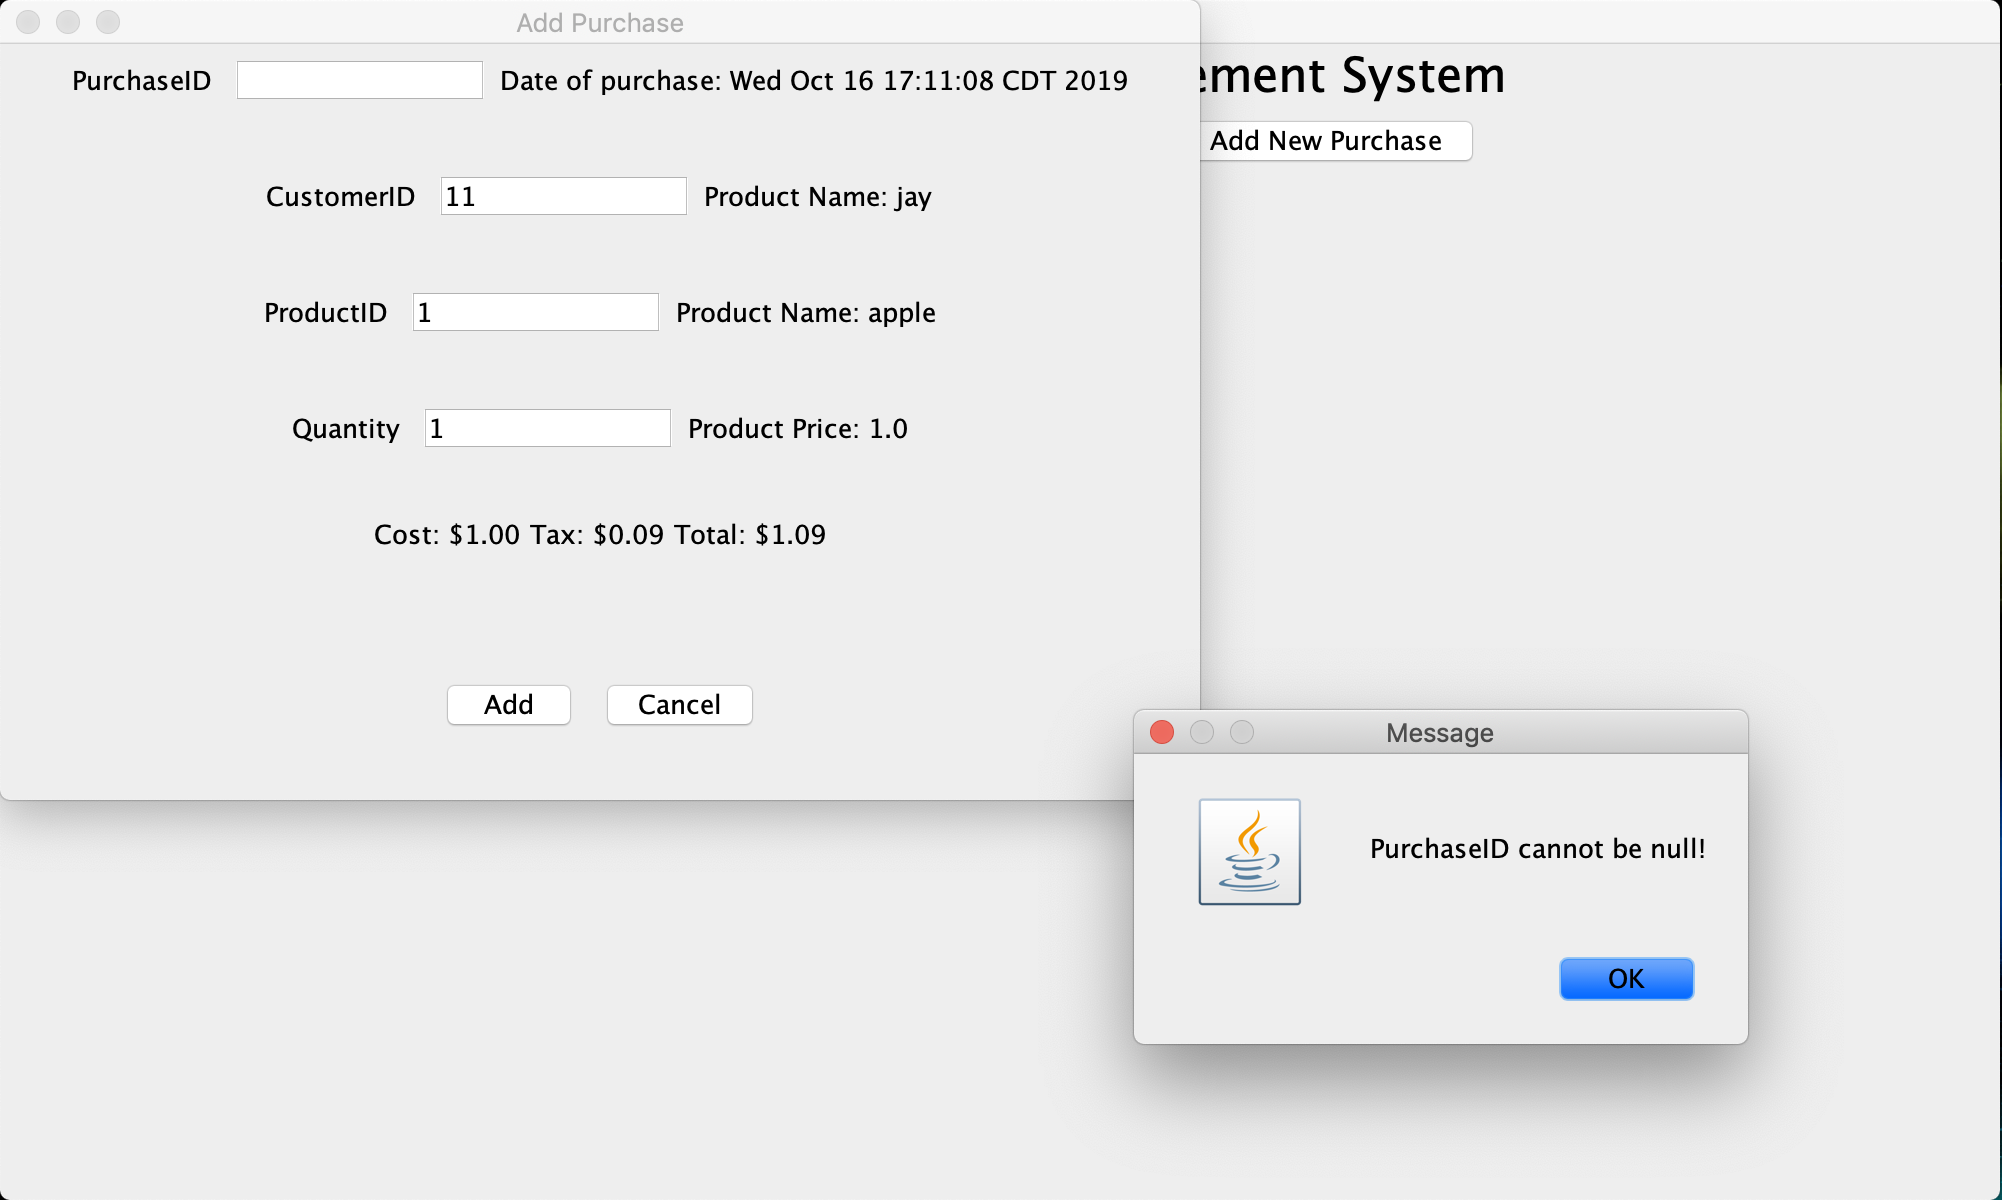 Add Purchase
PurchaseID Date of purchase: Wed Oct 16 17:11:08 CDT 2019
CustomerID 11 Product Name: jay
ProductID 1 Product Name: apple
Quantity 1 Product Price: 1.0
Cost: $1.00 Tax: $0.09 Total: $1.09
Add Cancel
ement System
Add New Purchase
Message
PurchaseID cannot be null!
OK